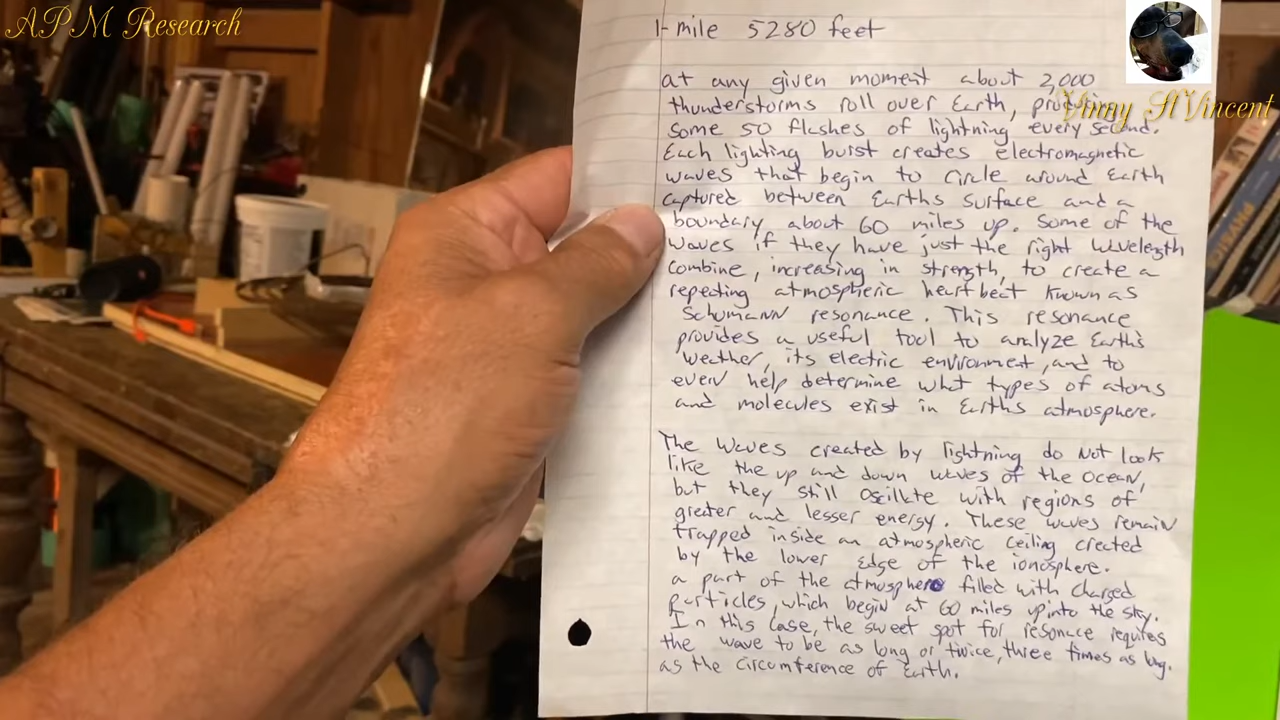 APM Research
1- mile 5280 feet
Vinny StVincent
at any given moment about 2,000
thunderstorms roll over Earth,
some 50 flashes of lightning every second.
Each lighting burst creates electromagnetic
waves that begin to Circle around Earth
captured between Earths surface and a
boundary about 60 miles up. Some of the
waves if they have just the right wavelength
combine, increasing in strength, to create a
repeating atmospheric heartbeat known as
Schumann resonance. This resonance
provides a useful tool to analyze Earth's
weather, its electric environment, and to
even help determine what types of atoms
and molecules exist in Earths atmosphere.
The waves created by lightning do not look
like the up and down waves of the ocean,
but they still oscillate with regions of
greater and lesser energy. These waves remain
trapped inside an atmospheric ceiling created
by the lower edge of the ionosphere.
a part of the atmosphere filled with charged
particles, which begin at 60 miles up into the sky.
In this case, the sweet spot for resonace requires
the wave to be as long or twice, three times as long.
as the circumference of Earth.